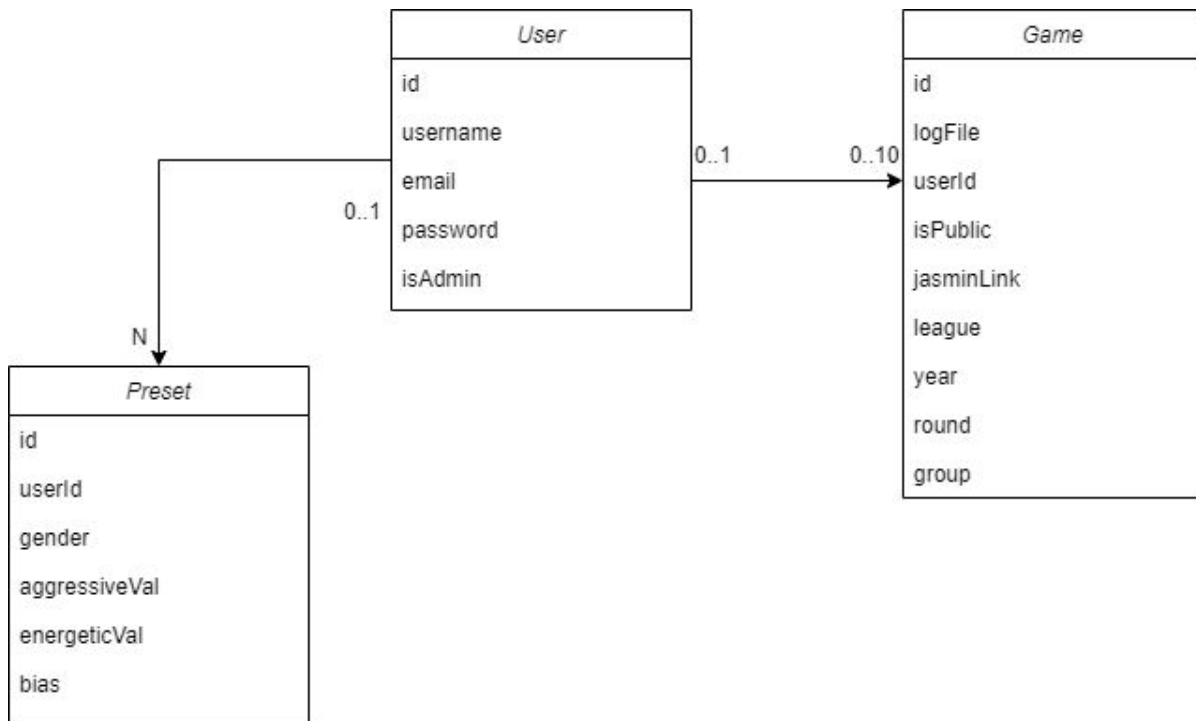 User
id
username
email
password
isAdmin
Game
id
logFile
userId
isPublic
jasminLink
league
year
round
group
0..1
0..10
0..1
N
Preset
id
userId
gender
aggressiveVal
energeticVal
bias